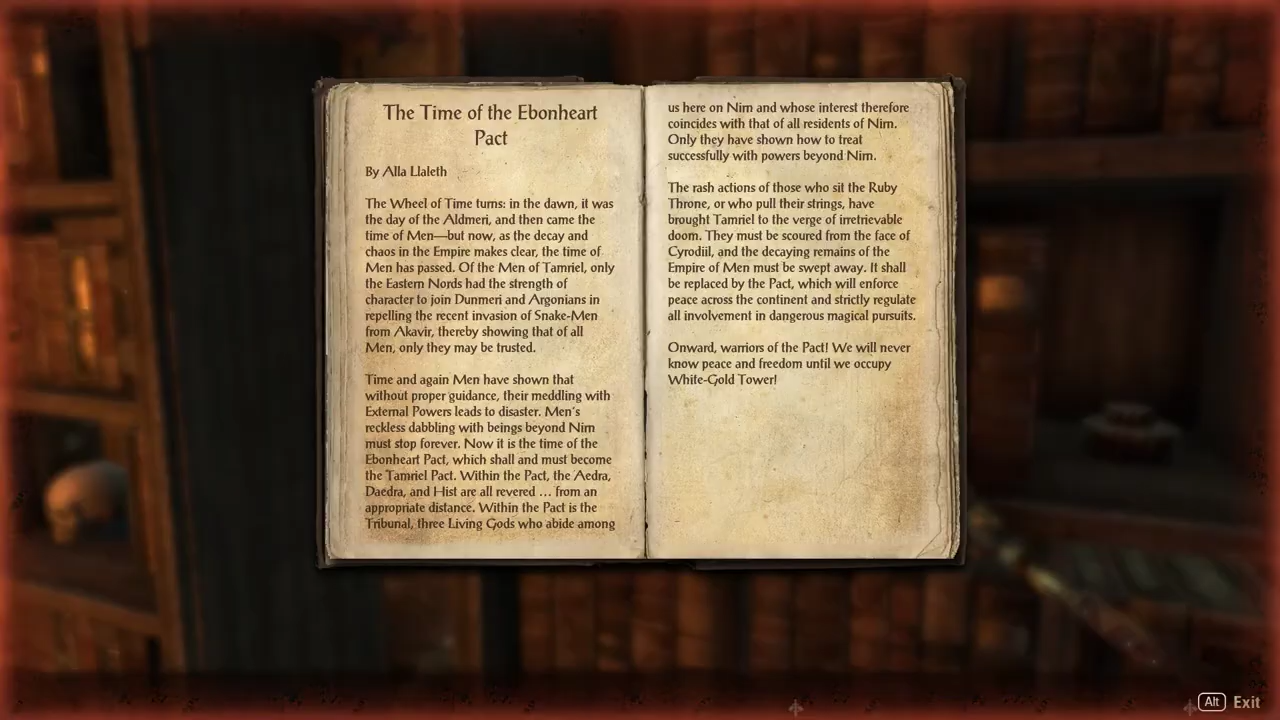 The Time of the Ebonheart
Pact
By Alla Llaleth
The Wheel of Time turns: in the dawn, it was
the day of the Aldmeri, and then came the
time of Men—but now, as the decay and
chaos in the Empire makes clear, the time of
Men has passed. Of the Men of Tamriel, only
the Eastern Nords had the strength of
character to join Dunmeri and Argonians in
repelling the recent invasion of Snake-Men
from Akavir, thereby showing that of all
Men, only they may be trusted.
Time and again Men have shown that
without proper guidance, their meddling with
External Powers leads to disaster. Men's
reckless dabbling with beings beyond Nirn
must stop forever. Now it is the time of the
Ebonheart Pact, which shall and must become
the Tamriel Pact. Within the Pact, the Aedra,
Daedra, and Hist are all revered … from an
appropriate distance. Within the Pact is the
Tribunal, three Living Gods who abide among
us here on Nirn and whose interest therefore
coincides with that of all residents of Nirn.
Only they have shown how to treat
successfully with powers beyond Nirn.
The rash actions of those who sit the Ruby
Throne, or who pull their strings, have
brought Tamriel to the verge of irretrievable
doom. They must be scoured from the face of
Cyrodiil, and the decaying remains of the
Empire of Men must be swept away. It shall
be replaced by the Pact, which will enforce
peace across the continent and strictly regulate
all involvement in dangerous magical pursuits.
Onward, warriors of the Pact! We will never
know peace and freedom until we occupy
White-Gold Tower!
Alt Exit